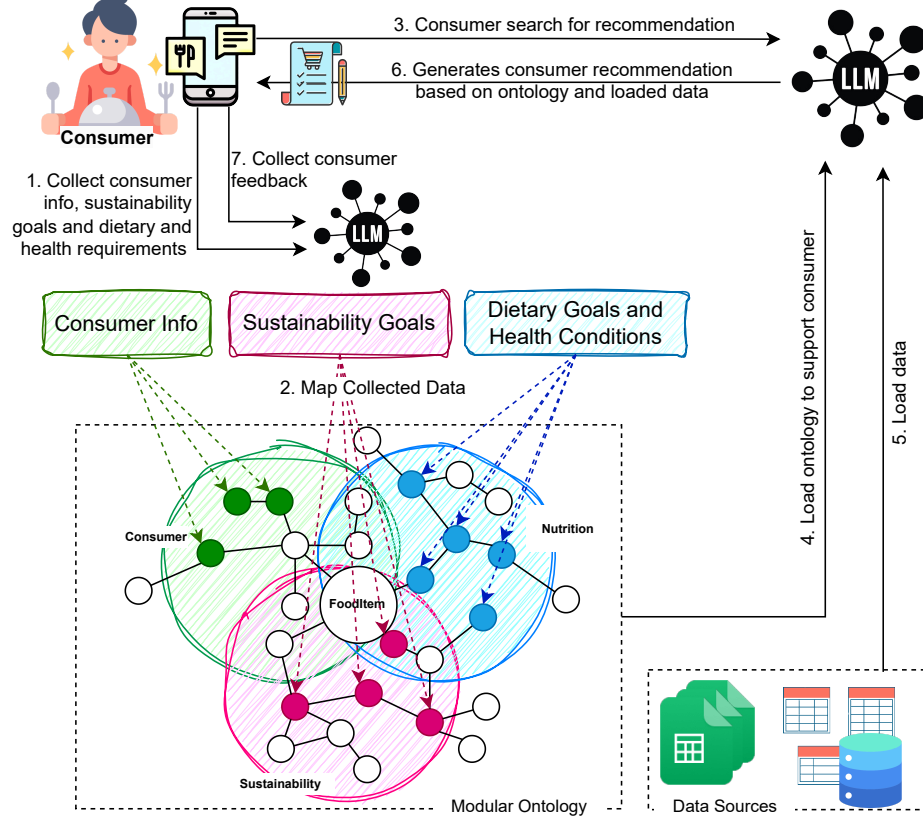 3. Consumer search for recommendation
6. Generates consumer recommendation
based on ontology and loaded data
LLM
Consumer
7. Collect consumer
feedback
1. Collect consumer
info, sustainability
goals and dietary and
health requirements
LLM
Consumer Info
Sustainability Goals
Dietary Goals and
Health Conditions
2. Map Collected Data
4. Load ontology to support consumer
5. Load data
Consumer
Nutrition
FoodItem
Sustainability
Modular Ontology
Data Sources